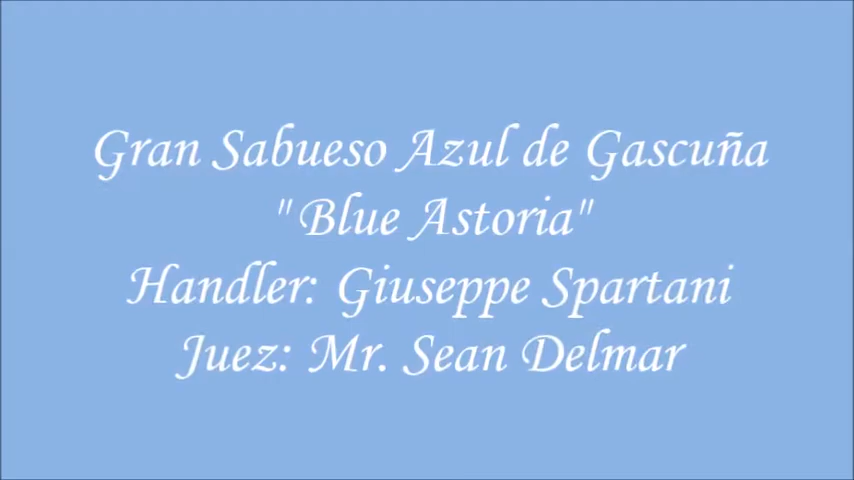 Gran Sabueso Azul de Gascuña
"Blue Astoria"
Handler: Giuseppe Spartani
Juez: Mr. Sean Delmar